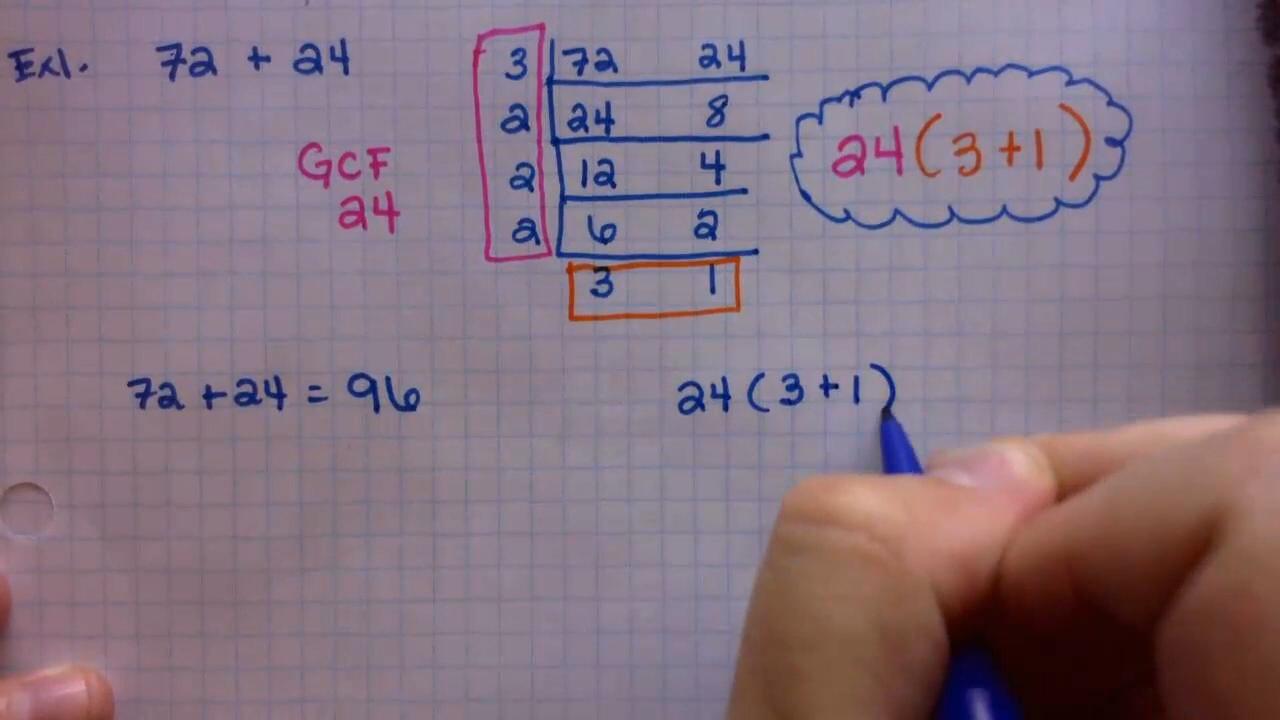 Ex1. 72 + 24
GCF
24
3 72 24
2 24 8
2 12 4
2 6 2
3 1
24(3+1)
72 + 24 = 96
24(3+1)